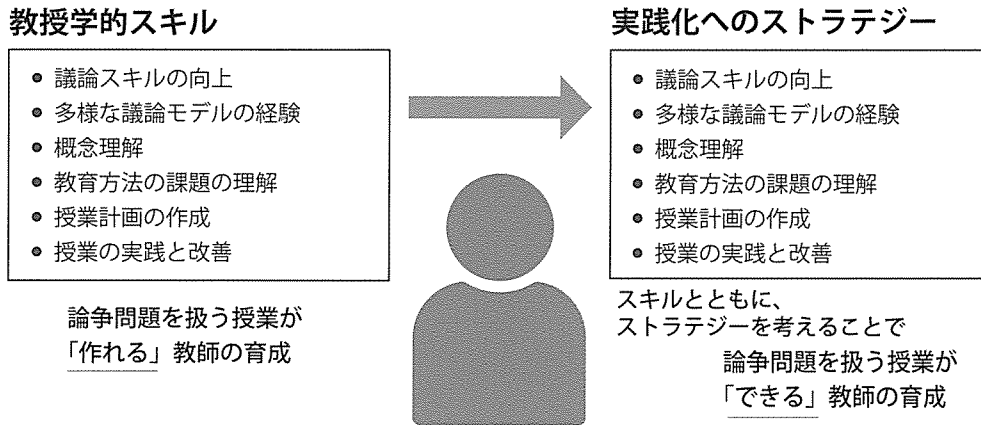 教授学的スキル
● 議論スキルの向上
● 多様な議論モデルの経験
● 概念理解
● 教育方法の課題の理解
● 授業計画の作成
● 授業の実践と改善
論争問題を扱う授業が
「作れる」教師の育成
実践化へのストラテジー
● 議論スキルの向上
● 多様な議論モデルの経験
● 概念理解
● 教育方法の課題の理解
● 授業計画の作成
● 授業の実践と改善
スキルとともに、
ストラテジーを考えることで
論争問題を扱う授業が
「できる」教師の育成